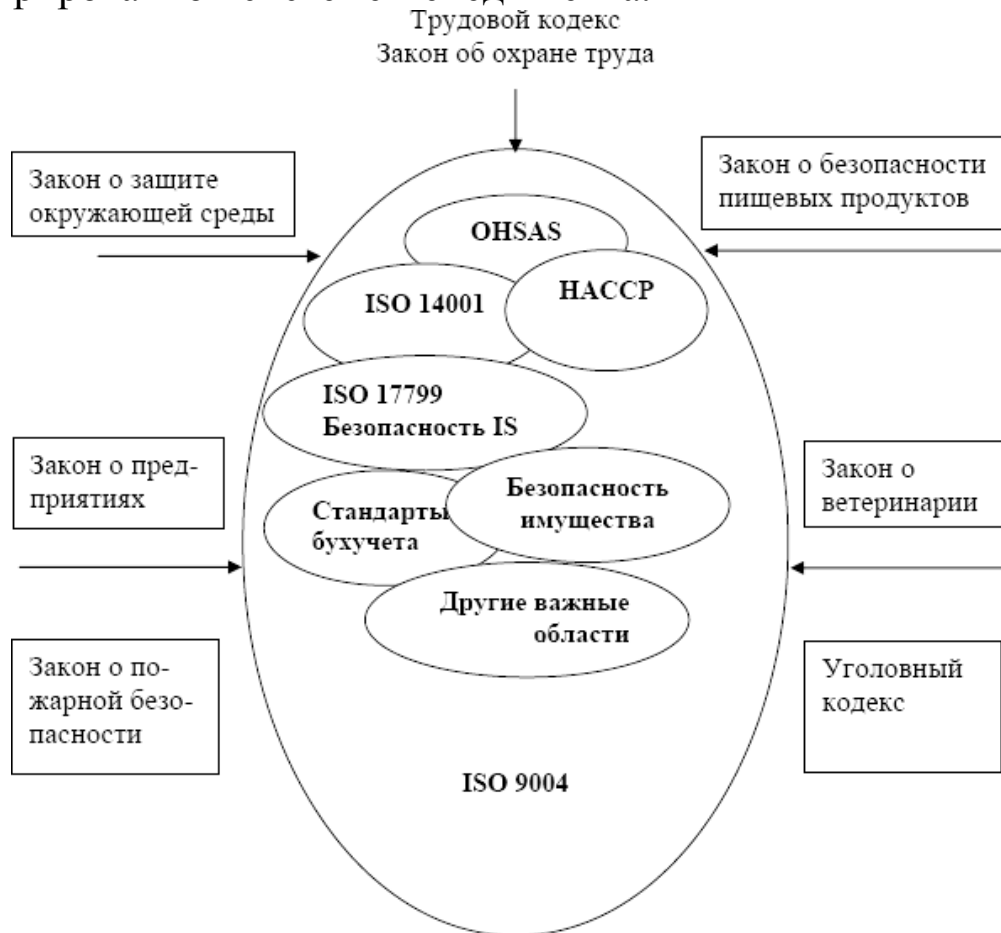 Трудовой кодекс
Закон об охране труда
Закон о зашите
окружающей среды
Закон о безопасности
пищевых продуктов
OHSAS
ISO 14001
HACCP
ISO 17799
Безопасность IS
Закон о пред-
приятиях
Закон о
ветеринарии
Безопасность
имущества
Стандарты
бухучета
Другие важные
области
Закон о по-
жарной безо-
пасности
Уголовный
кодекс
ISO 9004